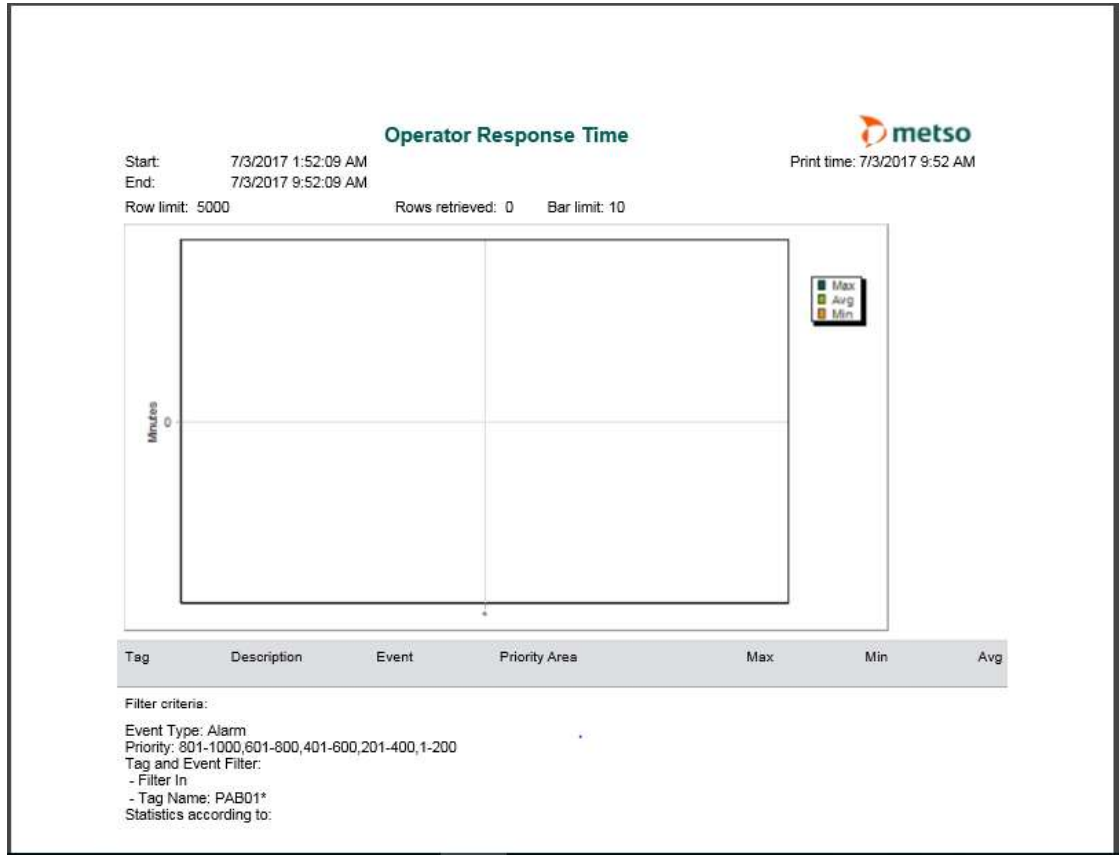 Operator Response Time
metso
Start: 7/3/2017 1:52:09 AM
Print time: 7/3/2017 9:52 AM
End: 7/3/2017 9:52:09 AM
Row limit: 5000 Rows retrieved: 0 Bar limit: 10
Max
Avg
Min
Minutes
0
Tag Description Event Priority Area Max Min Avg
Filter criteria:
Event Type: Alarm
Priority: 801-1000,601-800,401-600,201-400,1-200
Tag and Event Filter:
- Filter In
- Tag Name: PAB01*
Statistics according to: